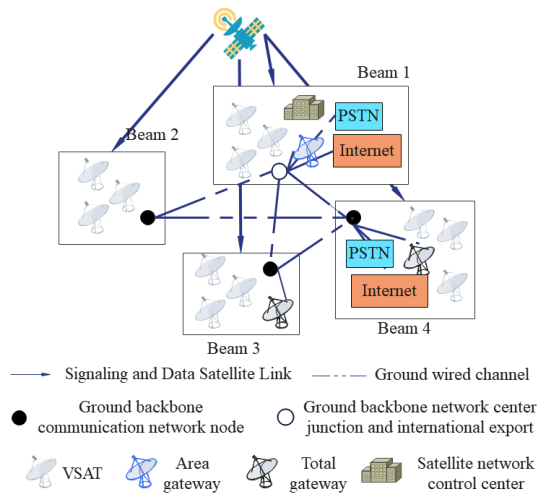 Beam 1
PSTN
Beam 2
Internet
PSTN
Internet
Beam 3
Beam 4
Signaling and Data Satellite Link
Ground wired channel
Ground backbone
communication network node
Ground backbone network center
junction and international export
VSAT
Area
gateway
Total
gateway
Satellite network
control center